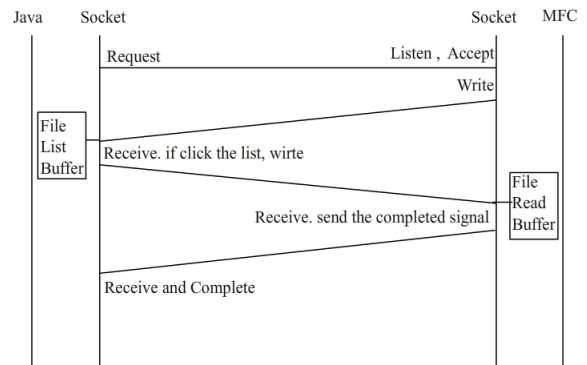 Java Socket Socket MFC
Request Listen , Accept
Write
File
List
Buffer
Receive. if click the list, wirte
File
Read
Buffer
Receive. send the completed signal
Receive and Complete